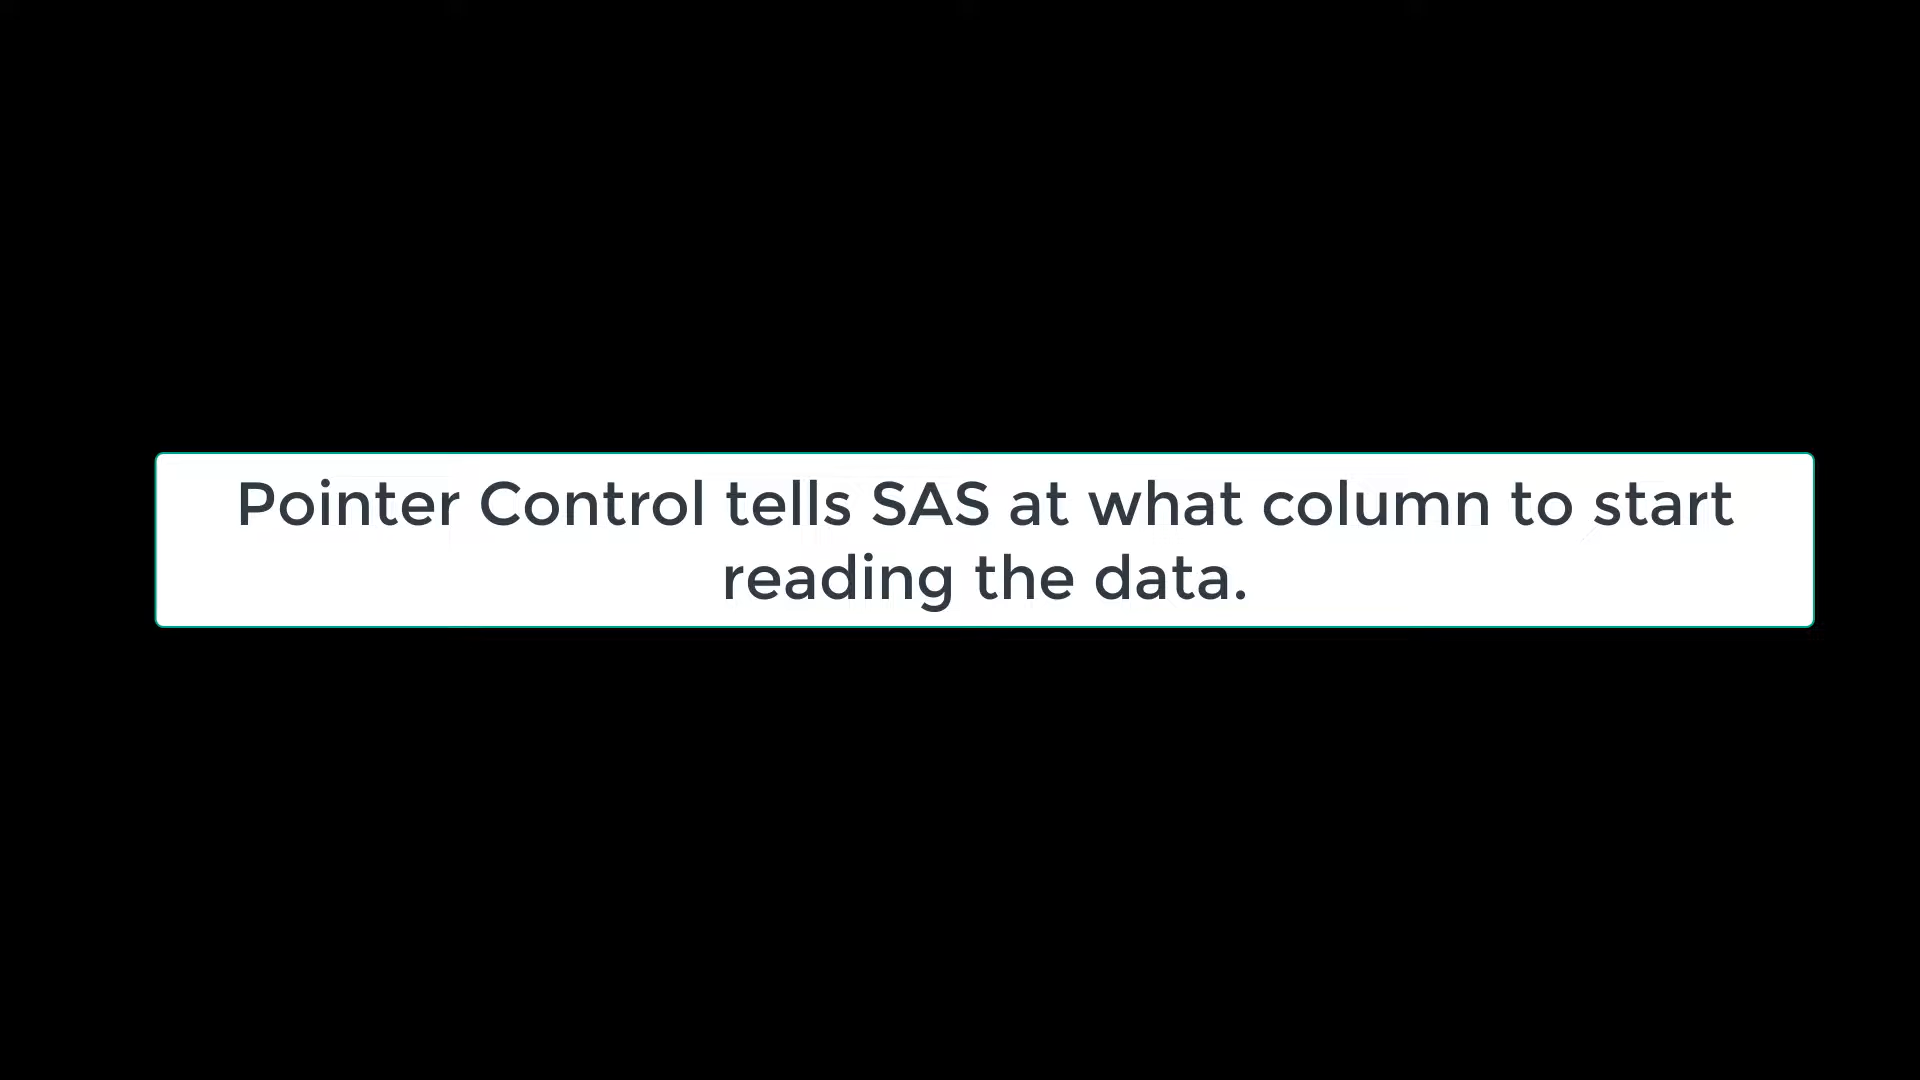 Pointer Control tells SAS at what column to start
reading the data.